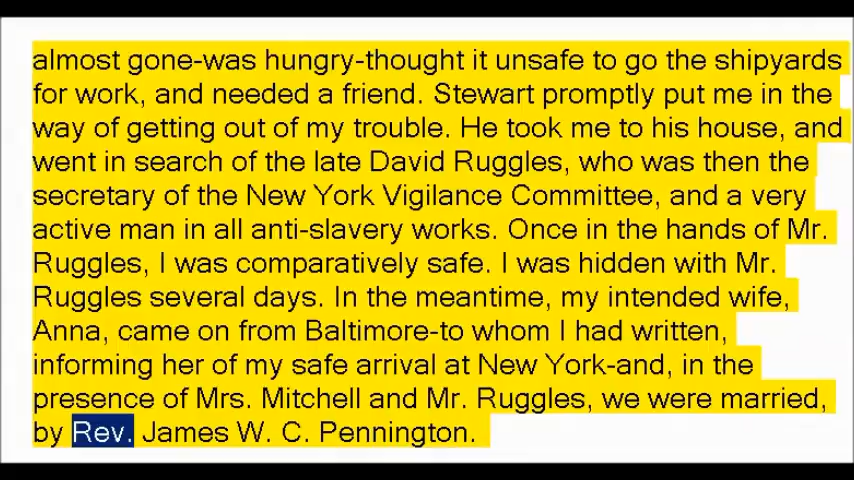 almost gone-was hungry-thought it unsafe to go the shipyards
for work, and needed a friend. Stewart promptly put me in the
way of getting out of my trouble. He took me to his house, and
went in search of the late David Ruggles, who was then the
secretary of the New York Vigilance Committee, and a very
active man in all anti-slavery works. Once in the hands of Mr.
Ruggles, I was comparatively safe. I was hidden with Mr.
Ruggles several days. In the meantime, my intended wife,
Anna, came on from Baltimore-to whom I had written,
informing her of my safe arrival at New York-and, in the
presence of Mrs. Mitchell and Mr. Ruggles, we were married,
by Rev. James W. C. Pennington.